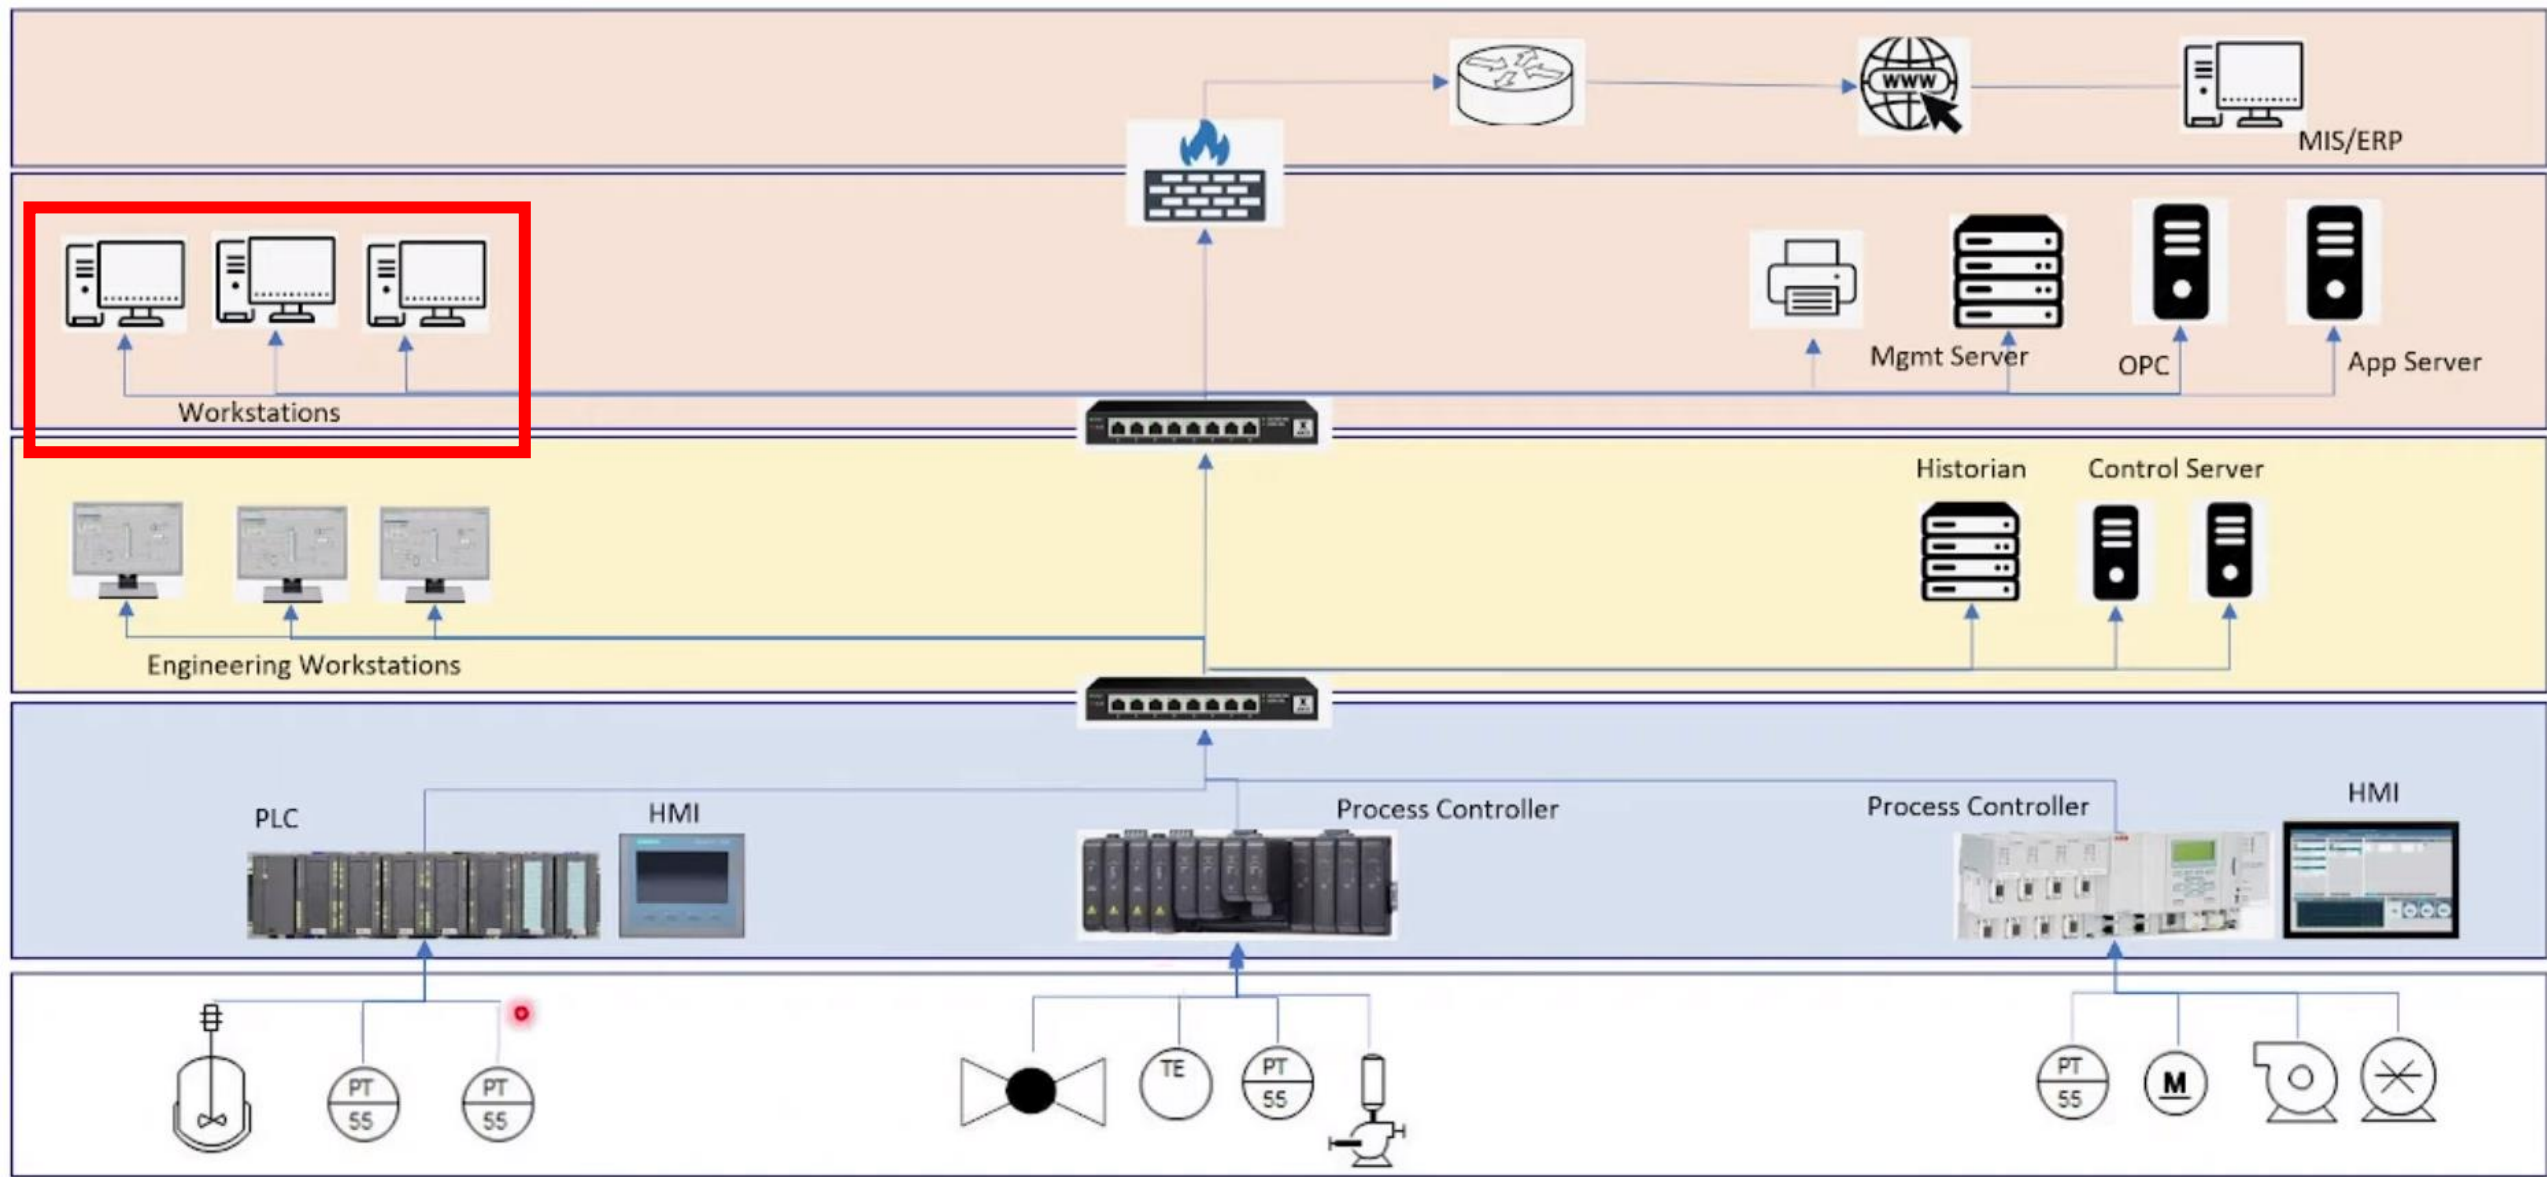 WWW
MIS/ERP
Mgmt Server
OPC
App Server
Workstations
Historian
Control Server
Engineering Workstations
PLC
HMI
Process Controller
Process Controller
HMI
PT
55
PT
55
TE
PT
55
PT
55
M